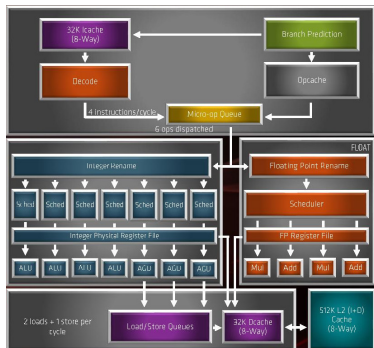 32K Icache
(8-Way)
Branch Prediction
Decode
Opcache
4 instructions/cycle
Micro-op Queue
6 ops dispatched
FLOAT
Integer Rename
Floating Point Rename
Sched
Sched
Sched
Sched
Sched
Sched
Sched
Scheduler
Integer Physical Register File
FP Register File
ALU
ALU
ALU
ALU
AGU
AGU
AGU
Mul
Add
Mul
Add
2 loads + 1 store per
cycle
Load/Store Queues
32K Dcache
(8-Way)
512K L2 (I+D)
Cache
(8-Way)